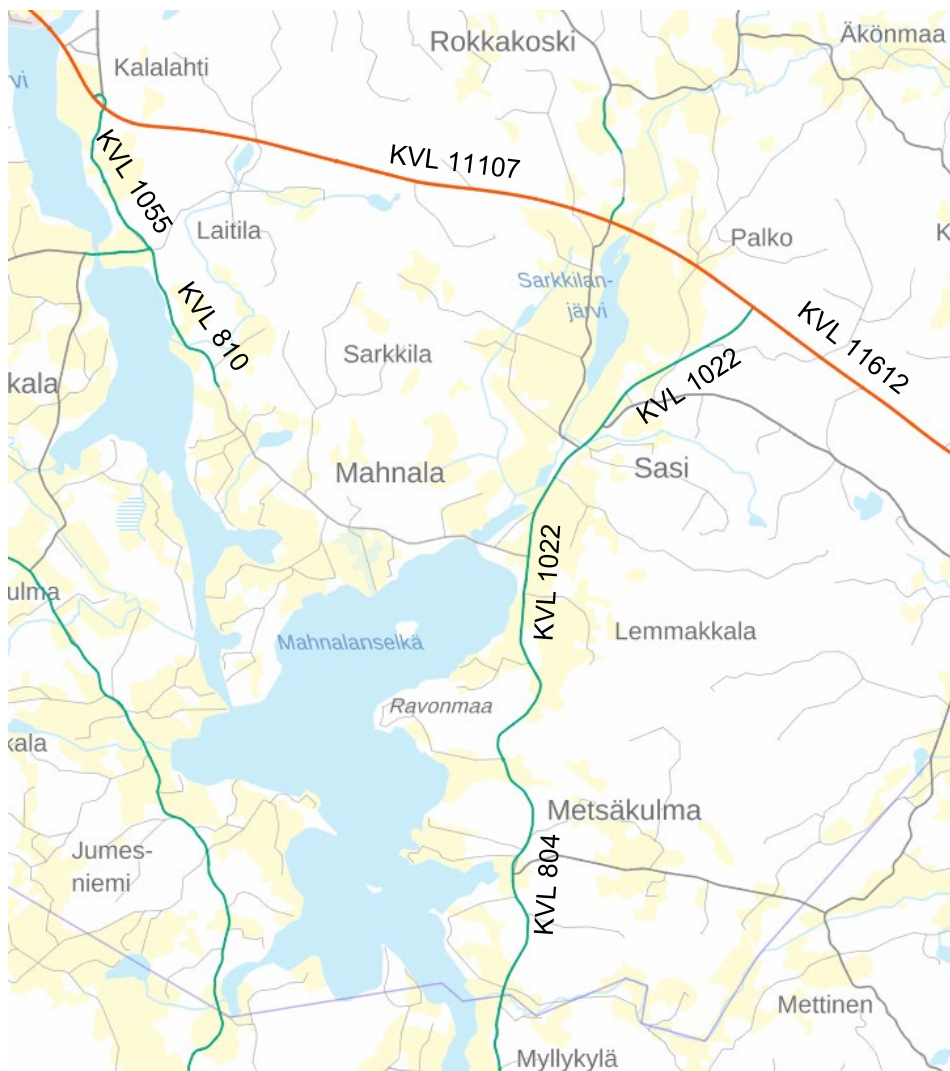 Rokkakoski
Äkönmaa
Kalalahti
rvi
KVL 11107
KVL 1055
Laitila
Palko
K
Sarkkilan-
järvi
KVL 810
KVL 11612
Sarkkila
KVL 1022
kala
Mahnala
Sasi
KVL 1022
ulma
Lemmakkala
Mahnalanselkä
Ravonmaa
kala
Metsäkulma
Jumes-
niemi
KVL 804
Mettinen
Myllykylä